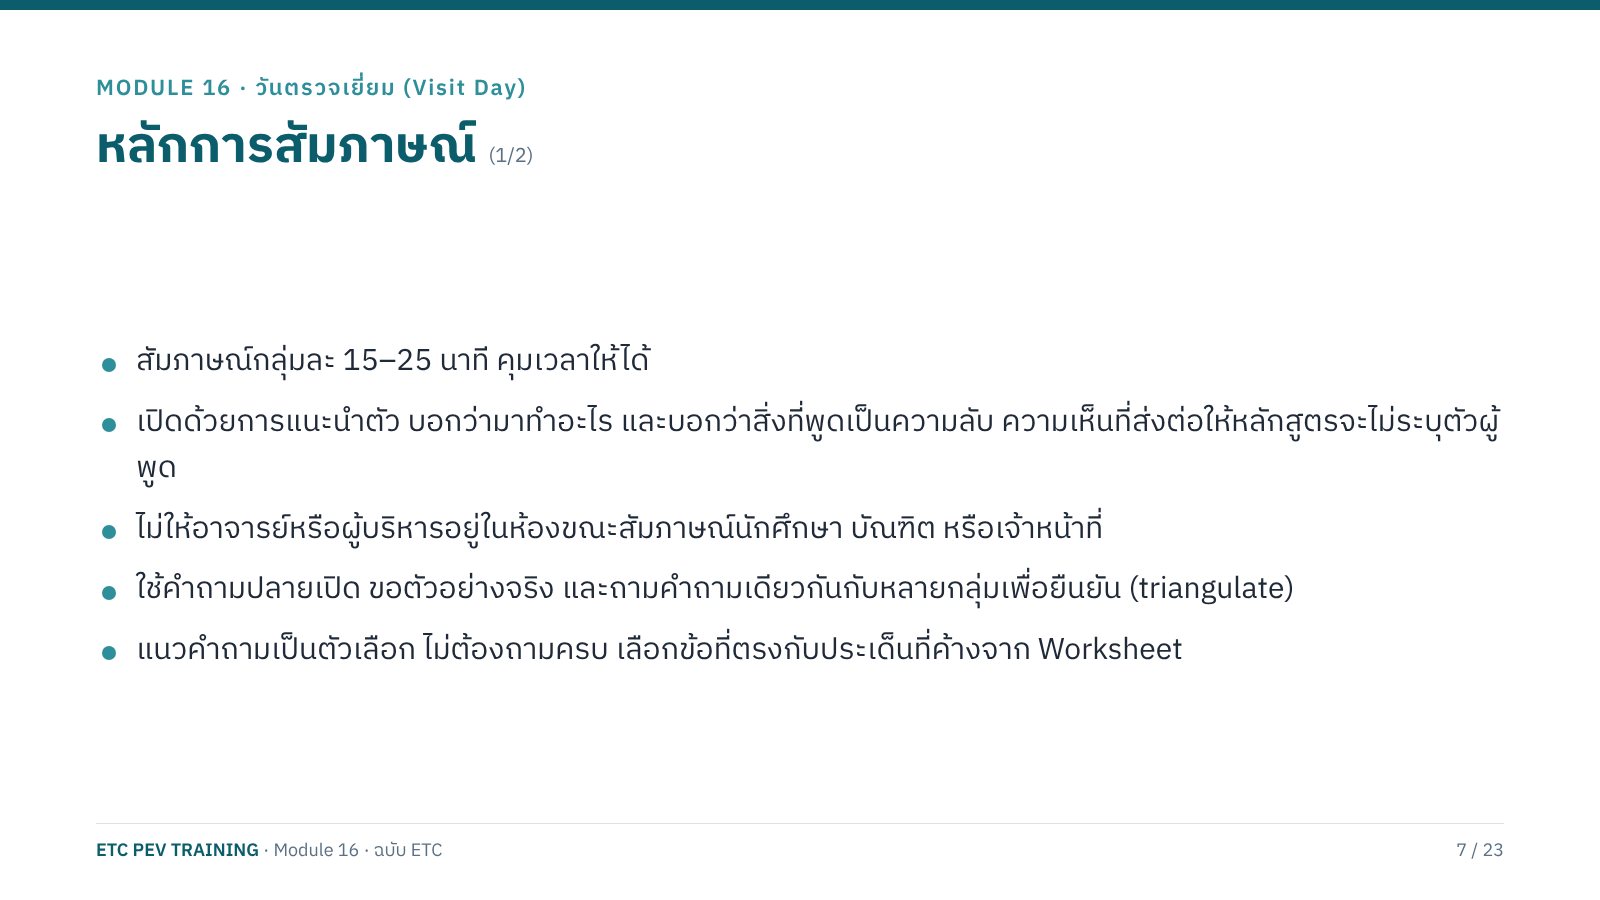 MODULE 16 · วันตรวจเยี่ยม (Visit Day)
หลักการสัมภาษณ์ (1/2)
สัมภาษณ์กลุ่มละ 15–25 นาที คุมเวลาให้ได้
เปิดด้วยการแนะนำตัว บอกว่ามาทำอะไร และบอกว่าสิ่งที่พูดเป็นความลับ ความเห็นที่ส่งต่อให้หลักสูตรจะไม่ระบุตัวผู้
พูด
ไม่ให้อาจารย์หรือผู้บริหารอยู่ในห้องขณะสัมภาษณ์นักศึกษา บัณฑิต หรือเจ้าหน้าที่
ใช้คำถามปลายเปิด ขอตัวอย่างจริง และถามคำถามเดียวกันกับหลายกลุ่มเพื่อยืนยัน (triangulate)
แนวคำถามเป็นตัวเลือก ไม่ต้องถามครบ เลือกข้อที่ตรงกับประเด็นที่ค้างจาก Worksheet
ETC PEV TRAINING · Module 16 · ฉบับ ETC
7 / 23